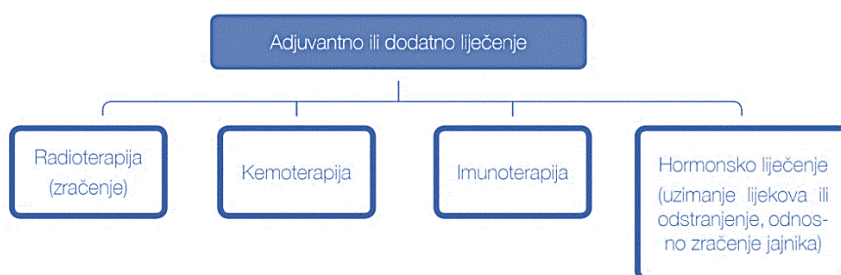 Adjuvantno ili dodatno liječenje
Radioterapija
(zračenje)
Kemoterapija
Imunoterapija
Hormonsko liječenje
(uzimanje lijekova ili
odstranjenje, odnos-
no zračenje jajnika)